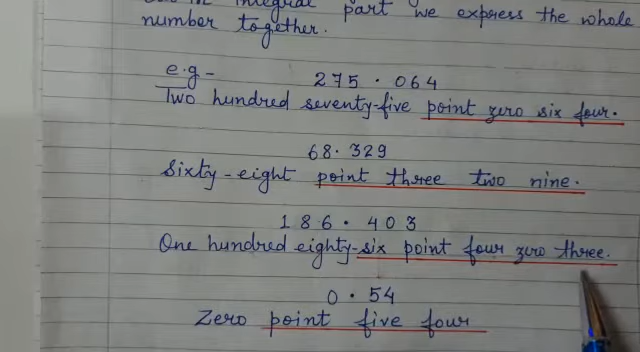 in integral part we express the whole
number together.
e.g -
275 . 064
Two hundred seventy-five point zero six four.
68. 329
Sixty-eight point three two nine.
186. 403
One hundred eighty-six point four zero three.
0.54
Zero point five four